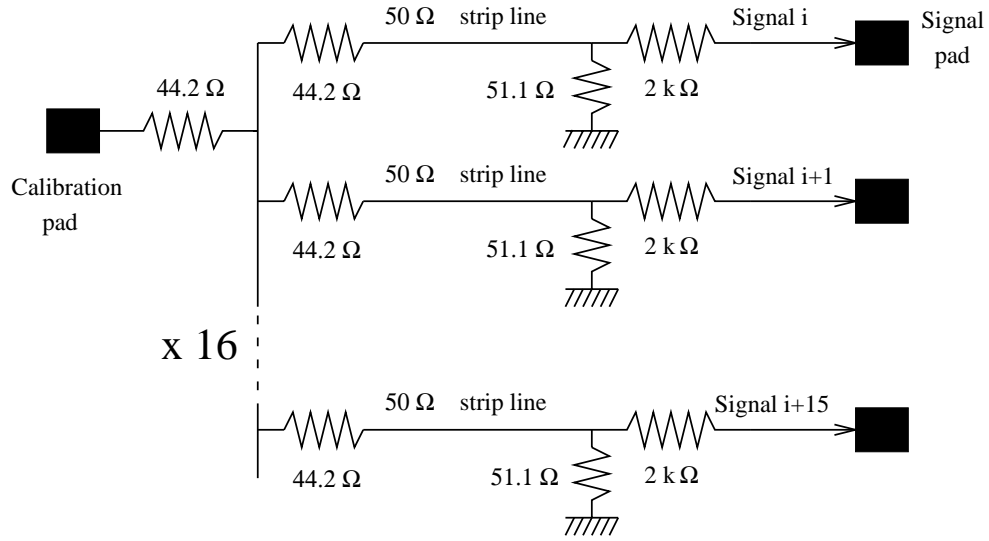 50 Ω strip line
Signal i
Signal
pad
44.2 Ω
44.2 Ω
51.1 Ω
2 k Ω
Calibration
pad
50 Ω strip line
Signal i+1
44.2 Ω
51.1 Ω
2 k Ω
x 16
50 Ω strip line
Signal i+15
44.2 Ω
51.1 Ω
2 k Ω